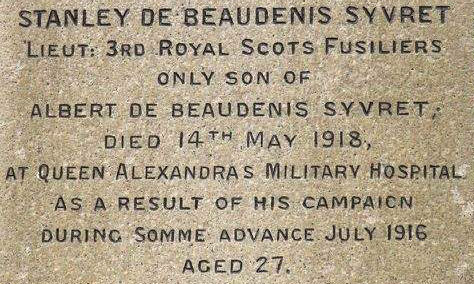 STANLEY DE BEAUDENIS SYVRET
LIEUT: 3RD ROYAL SCOTS FUSILIERS
ONLY SON OF
ALBERT DE BEAUDENIS SYVRET;
DIED 14TH MAY 1918,
AT QUEEN ALEXANDRAS MILITARY HOSPITAL
AS A RESULT OF HIS CAMPAICN
DURING SOMME ADVANCE JULY 1916
AGED 27.